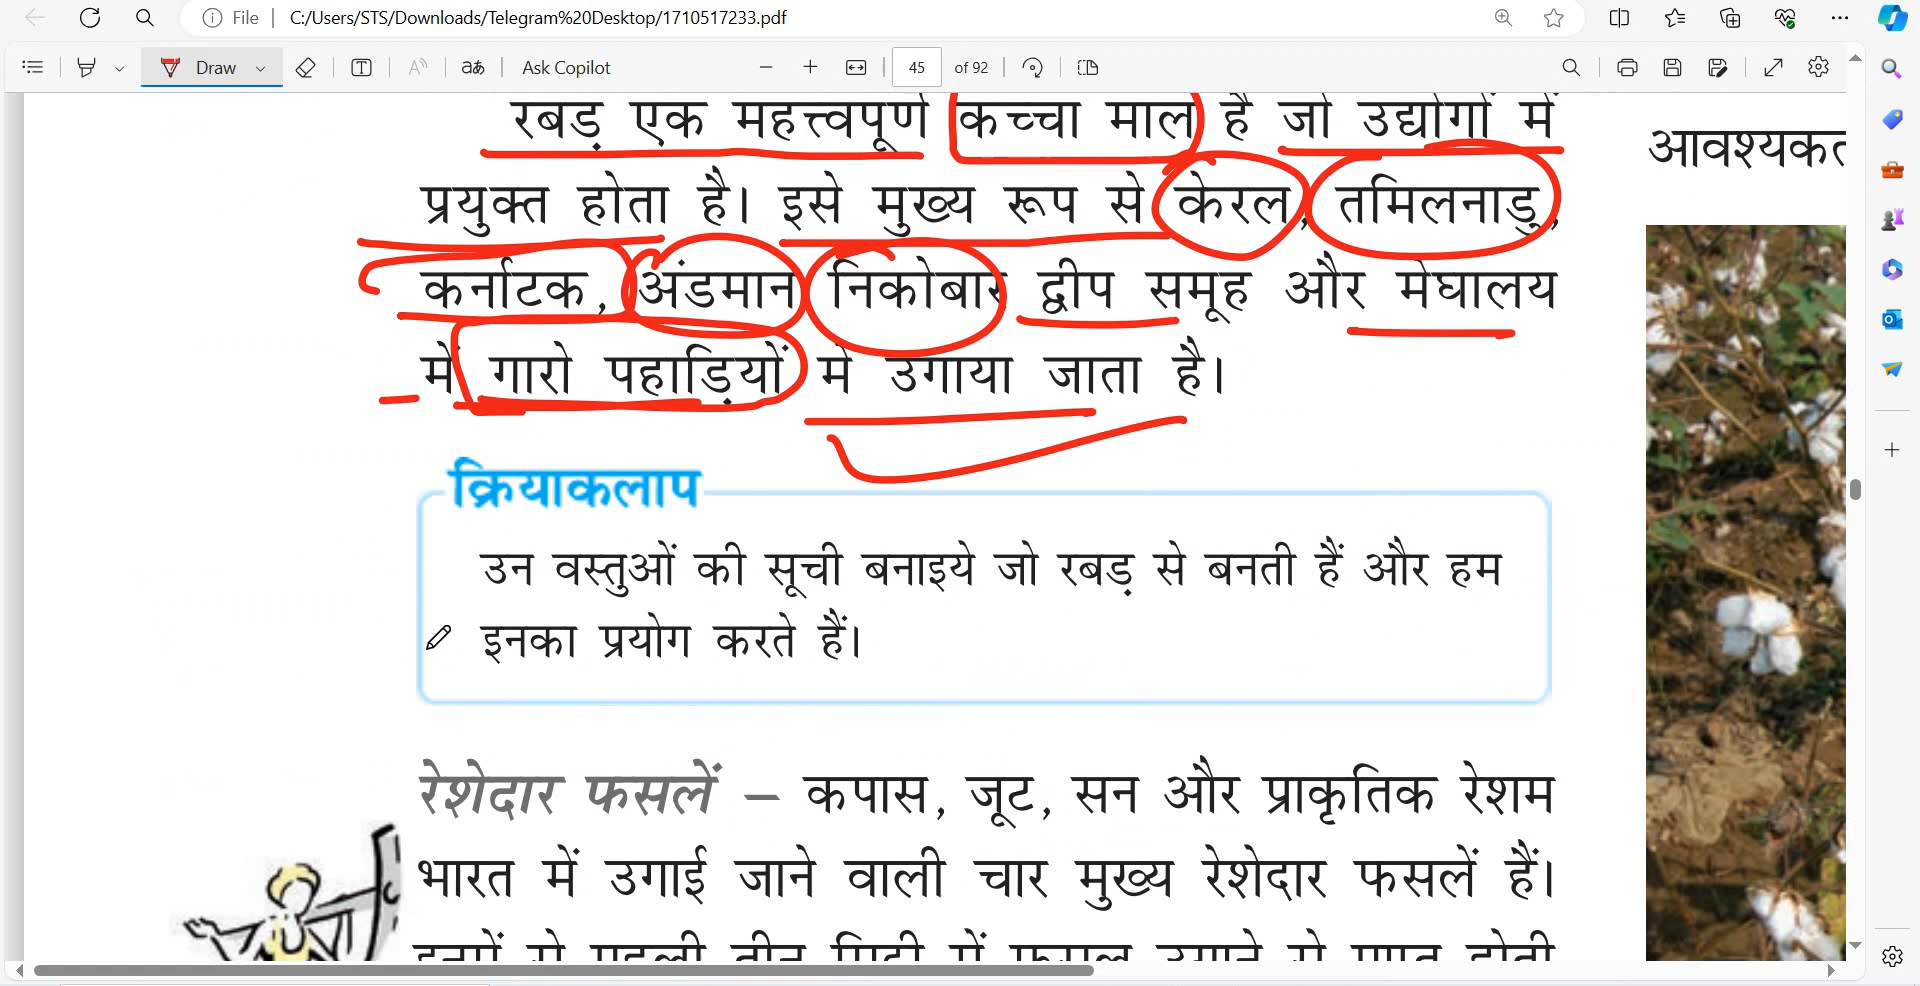 File
C:/Users/STS/Downloads/Telegram%20Desktop/1710517233.pdf
Draw
aあ
Ask Copilot
45 of 92
रबड़ एक महत्त्वपूर्ण कच्चा माल है जो उद्योगों में
प्रयुक्त होता है। इसे मुख्य रूप से केरल, तमिलनाडु,
कर्नाटक, अंडमान निकोबार द्वीप समूह और मेघालय
में गारो पहाड़ियों में उगाया जाता है।
क्रियाकलाप
उन वस्तुओं की सूची बनाइये जो रबड़ से बनती हैं और हम
इनका प्रयोग करते हैं।
रेशेदार फसलें – कपास, जूट, सन और प्राकृतिक रेशम
भारत में उगाई जाने वाली चार मुख्य रेशेदार फसलें हैं।